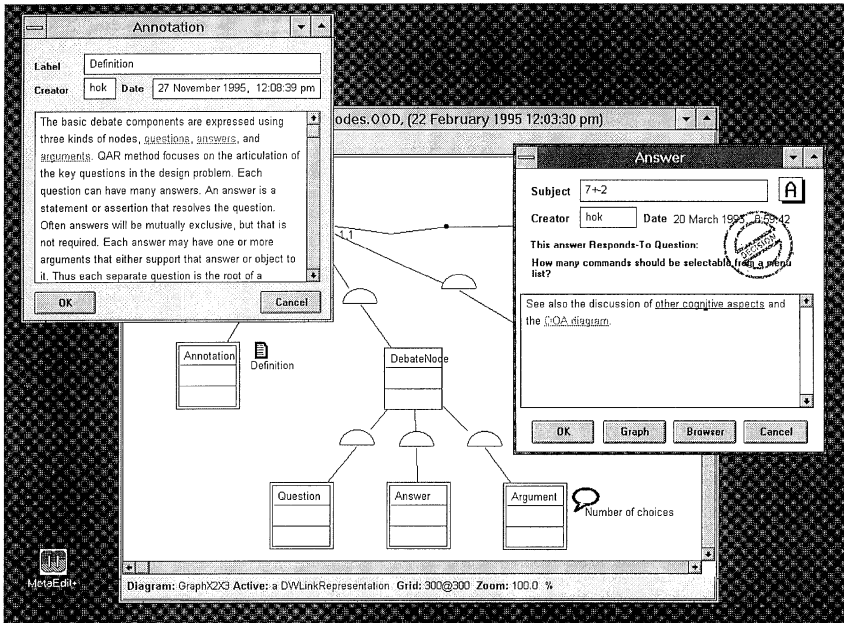 Annotation
Label Definition
Creator hok Date 27 November 1995, 12:08:39 pm
The basic debate components are expressed using
three kinds of nodes, questions, answers, and
arguments. QAR method focuses on the articulation of
the key questions in the design problem. Each
question can have many answers. An answer is a
statement or assertion that resolves the question.
Often answers will be mutually exclusive, but that is
not required. Each answer may have one or more
arguments that either support that answer or object to
it. Thus each separate question is the root of a
OK Cancel
odes.OOD, (22 February 1995 12:03:30 pm)
1,1
Annotation
Definition
DebateNode
Question
Answer
Argument
Number of choices
Diagram: GraphX2X3 Active: a DWLinkRepresentation Grid: 300@300 Zoom: 100.0 %
Answer
Subject 7+-2
A
Creator hok Date 20 March 1995, 8:59:42
DECISION
This answer Responds-To Question:
How many commands should be selectable from a menu
list?
See also the discussion of other cognitive aspects and
the diagram.
OK Graph Browser Cancel
MetaEdit+